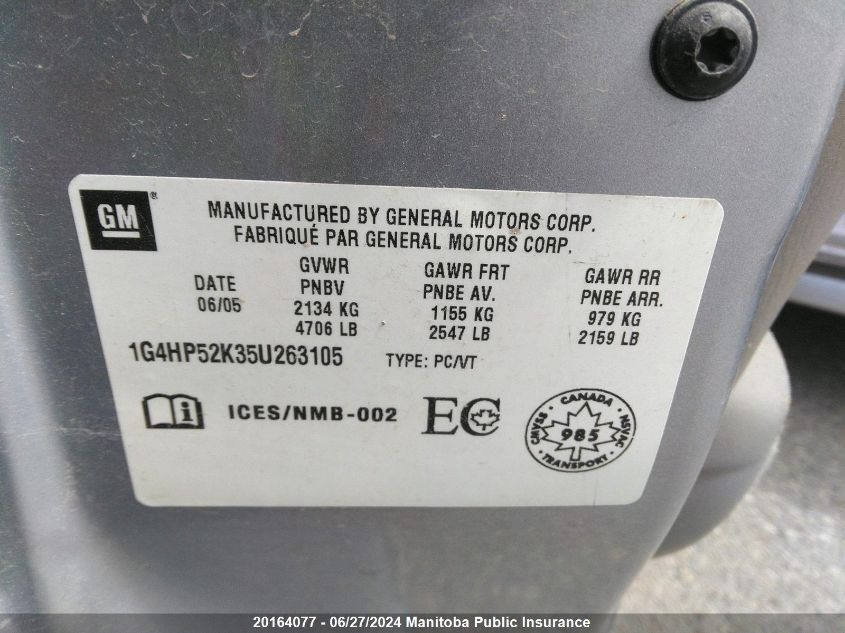 GM®
MANUFACTURED BY GENERAL MOTORS CORP.
FABRIQUÉ PAR GENERAL MOTORS CORP.
DATE GVWR GAWR FRT GAWR RR
06/05 PNBV PNBE AV. PNBE ARR.
2134 KG 1155 KG 979 KG
4706 LB 2547 LB 2159 LB
1G4HP52K35U263105 TYPE: PC/VT
i ICES/NMB-002 EC
CANADA
CMVSS 985 NSVAC
TRANSPORT
20164077 - 06/27/2024 Manitoba Public Insurance